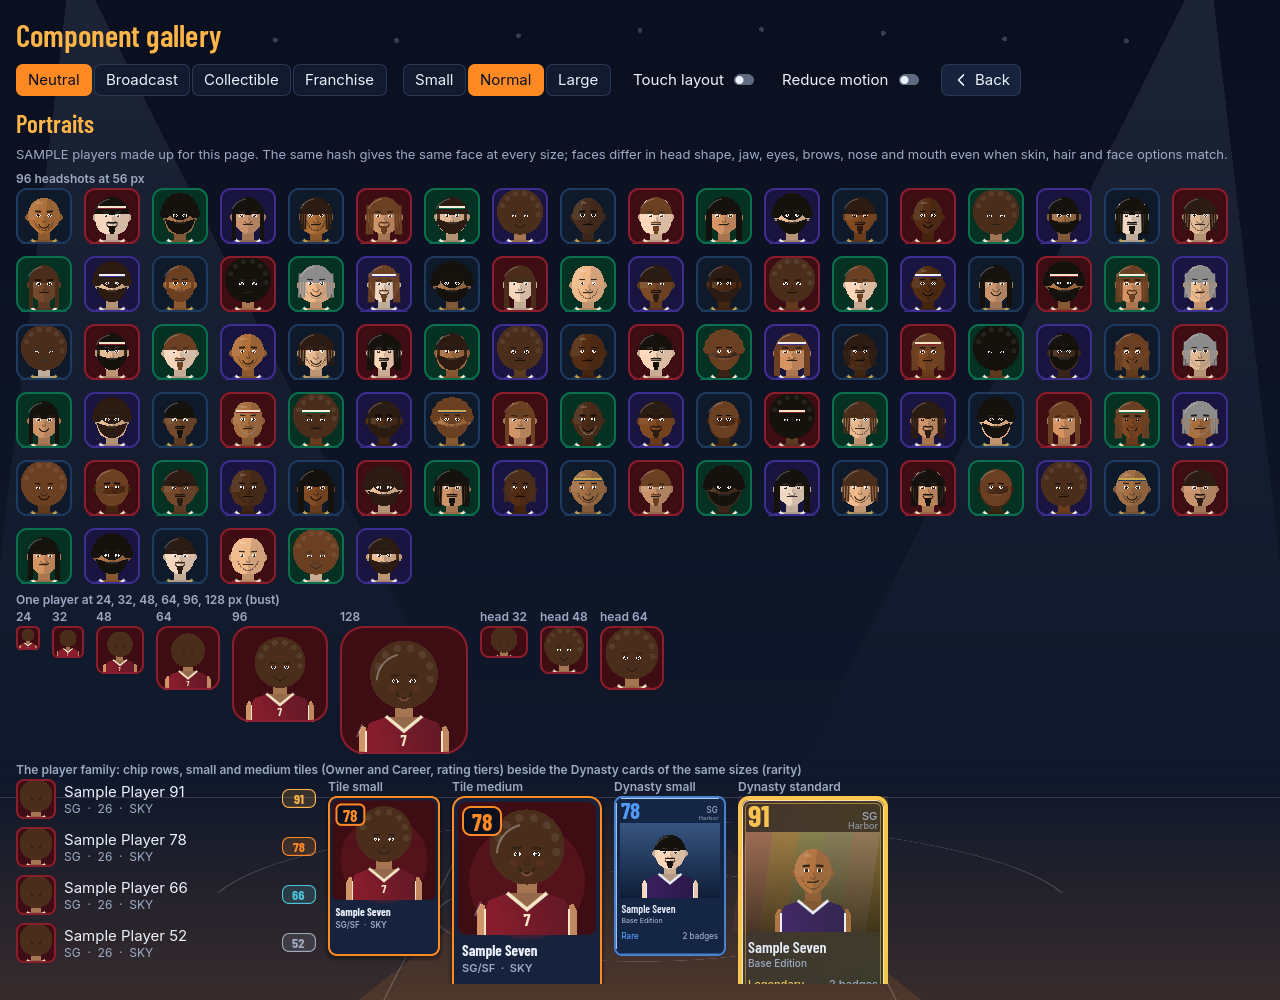 Component gallery
Neutral Broadcast Collectible Franchise Small Normal Large Touch layout Reduce motion Back
Portraits
SAMPLE players made up for this page. The same hash gives the same face at every size; faces differ in head shape, jaw, eyes, brows, nose and mouth even when skin, hair and face options match.
96 headshots at 56 px
One player at 24, 32, 48, 64, 96, 128 px (bust)
24 32 48 64 96 128 head 32 head 48 head 64
7 7 7 7
The player family: chip rows, small and medium tiles (Owner and Career, rating tiers) beside the Dynasty cards of the same sizes (rarity)
Tile small Tile medium Dynasty small Dynasty standard
Sample Player 91
SG · 26 · SKY
91
Sample Player 78
SG · 26 · SKY
78
Sample Player 66
SG · 26 · SKY
66
Sample Player 52
SG · 26 · SKY
52
78
7
Sample Seven
SG/SF · SKY
78
7
Sample Seven
SG/SF · SKY
78
SG
Harbor
Sample Seven
Base Edition
Rare 2 badges
91
SG
Harbor
Sample Seven
Base Edition
Legendary 2 badges